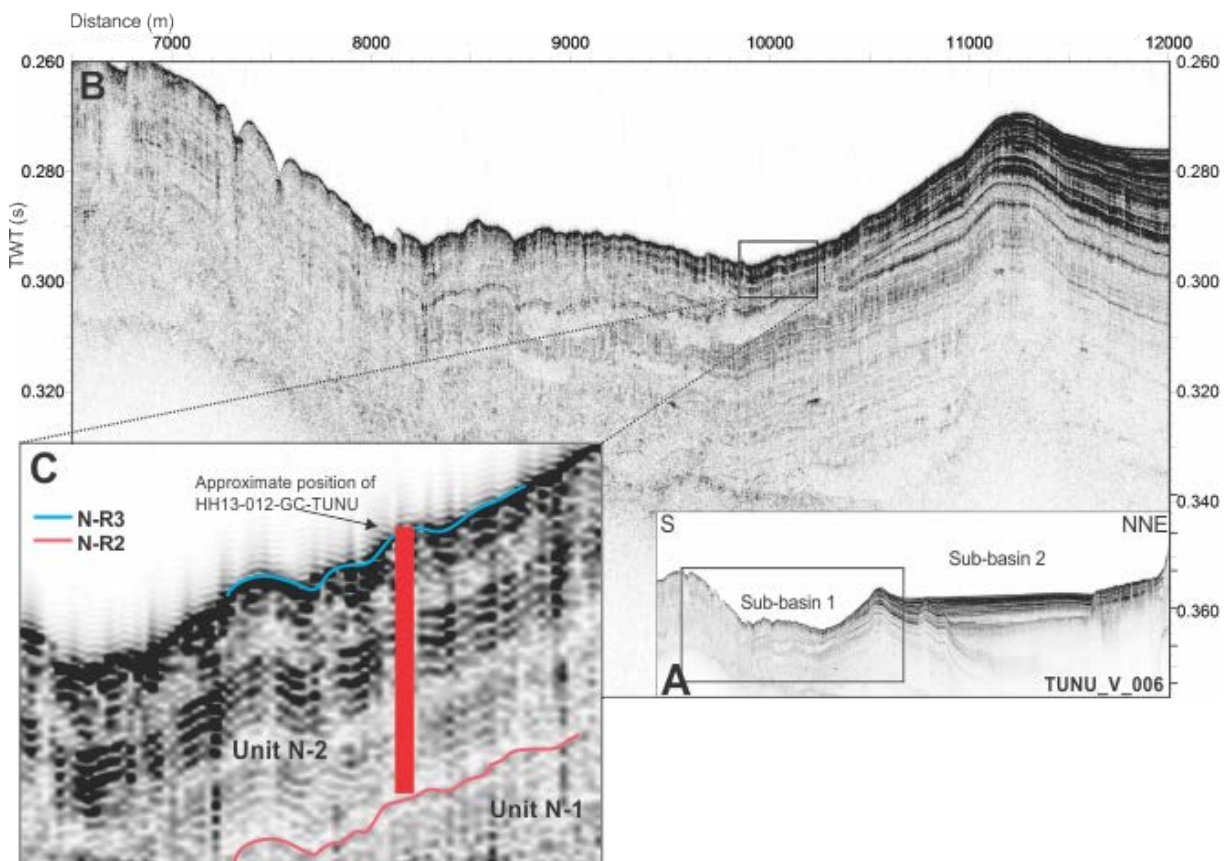 Distance (m)
7000 8000 9000 10000 11000 12000
0.260 0.260
B
0.280 0.280
TWT (s)
0.300 0.300
0.320 0.320
0.340
0.360
C
Approximate position of
HH13-012-GC-TUNU
N-R3
N-R2
Unit N-2
Unit N-1
S NNE
Sub-basin 2
Sub-basin 1
A
TUNU_V_006